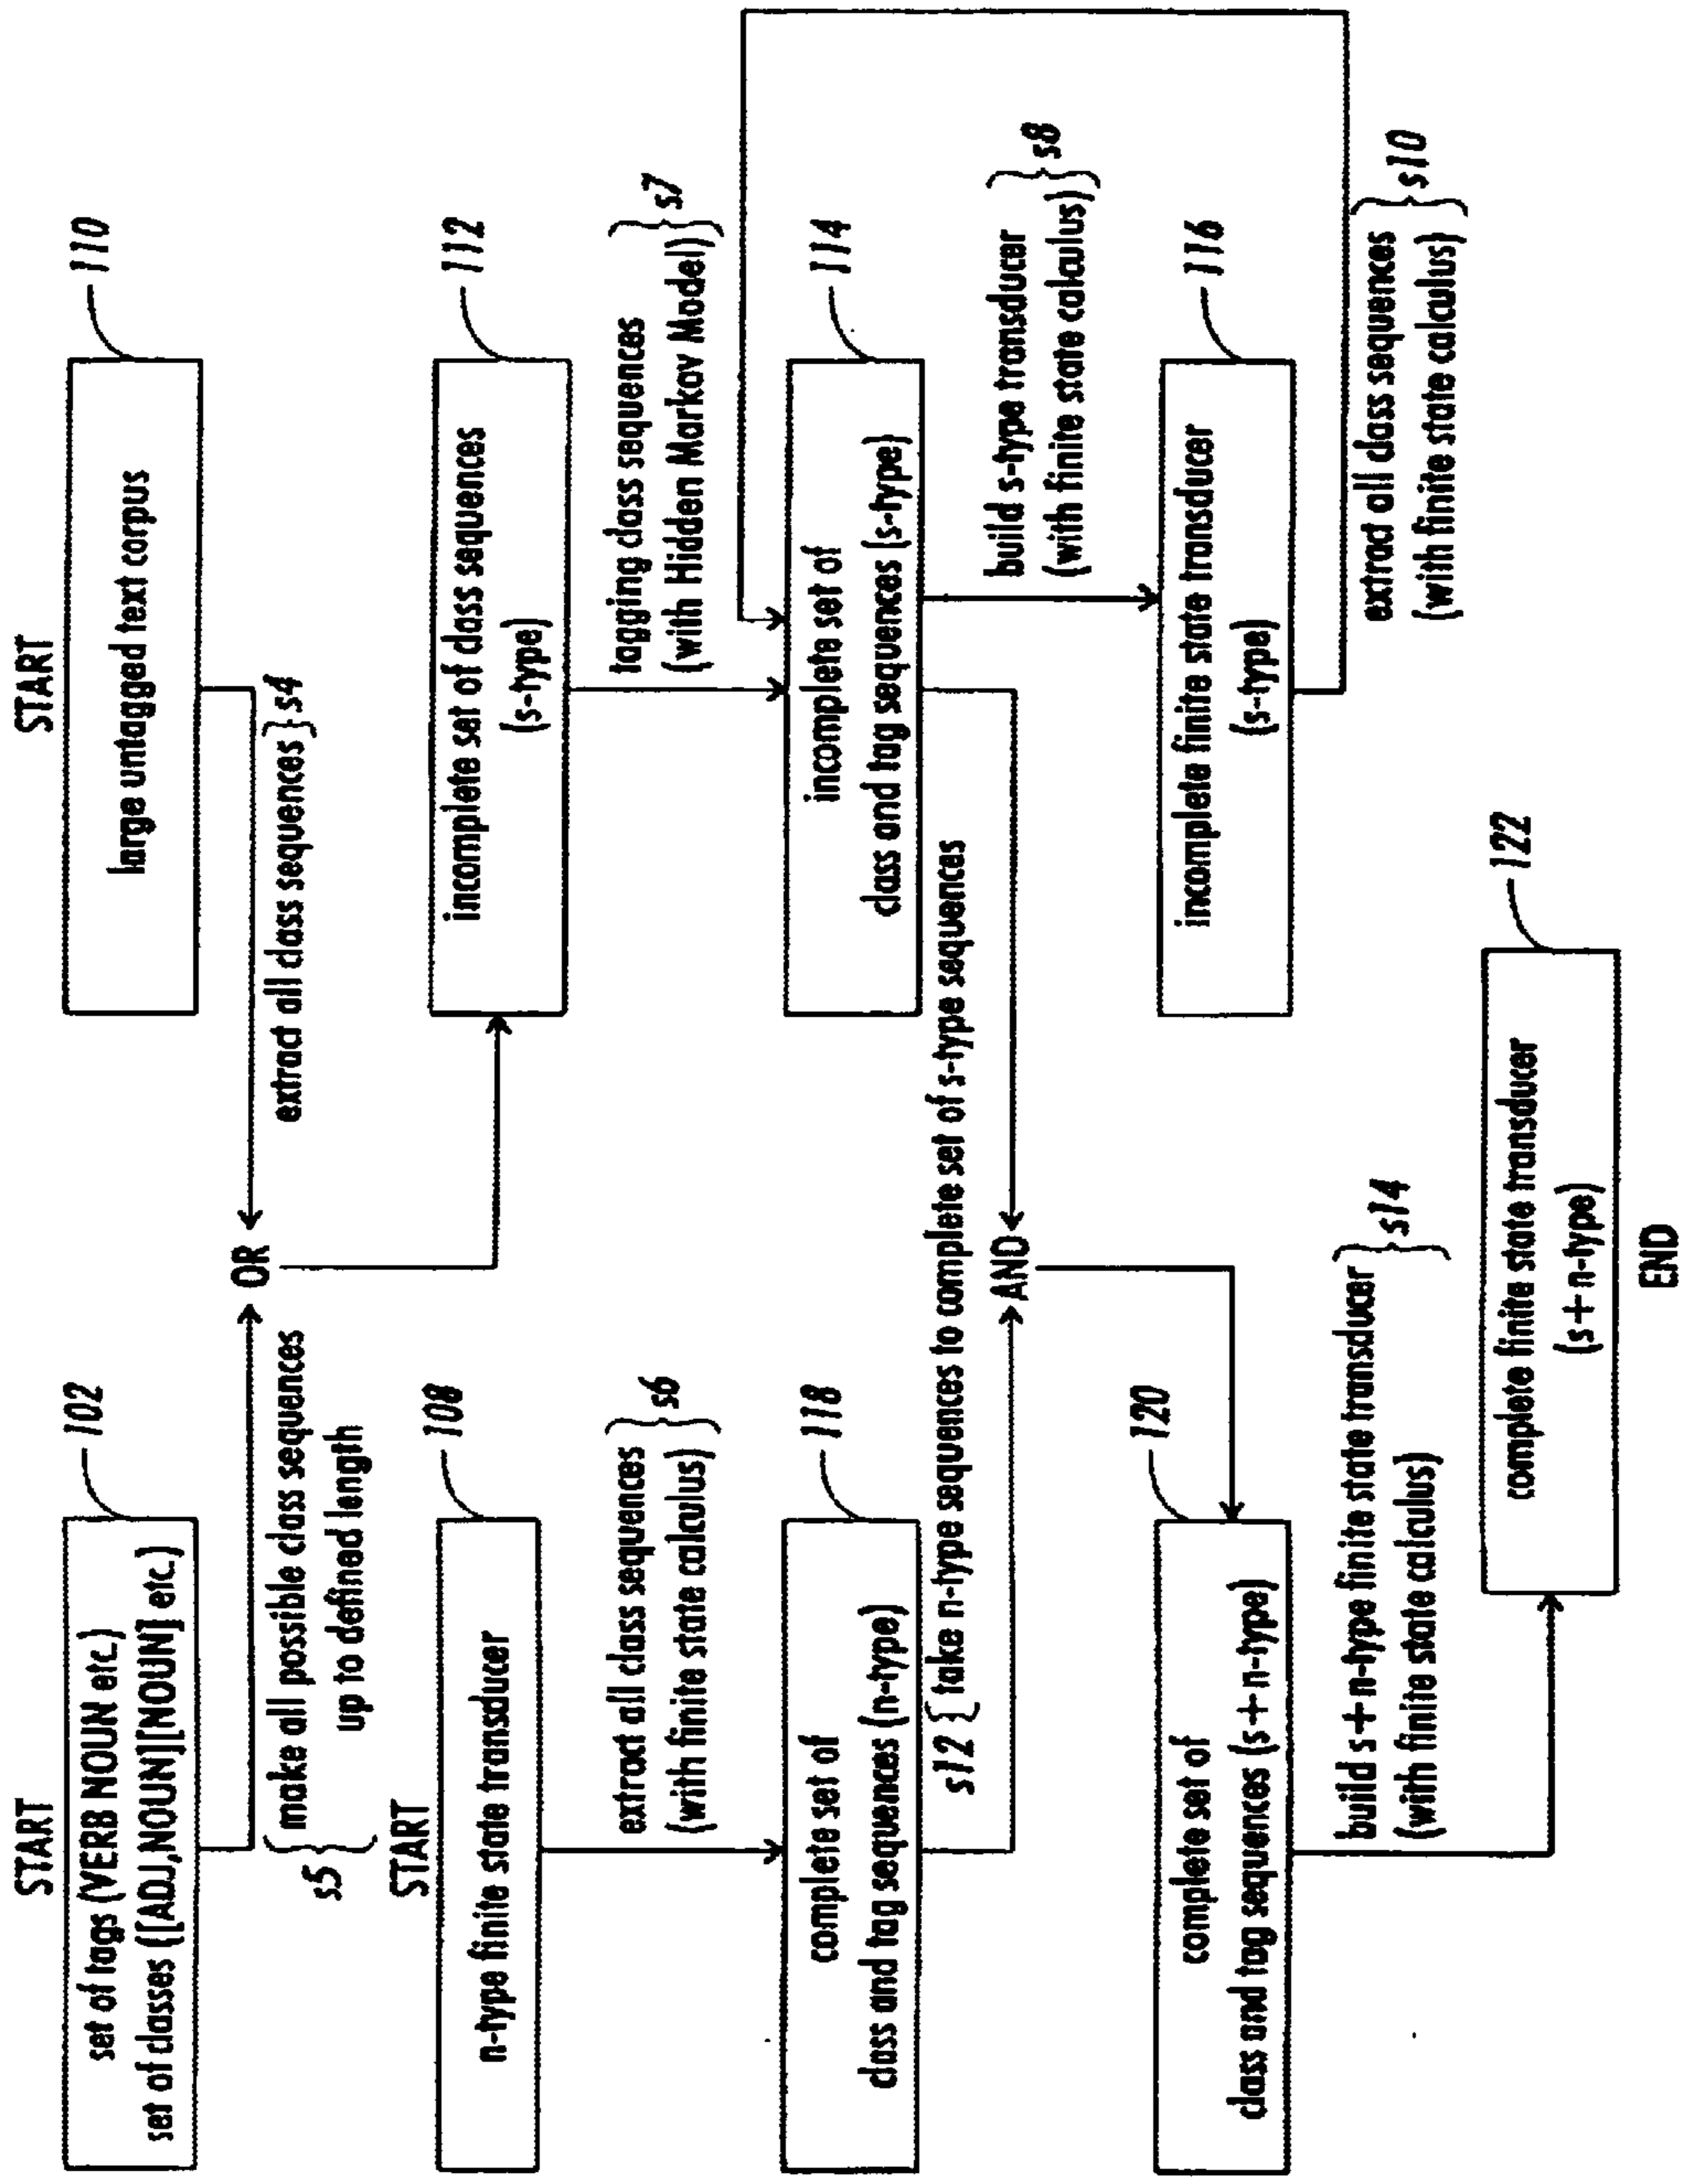 START
set of tags (VERB NOUN etc.)
set of classes ([ADJ,NOUN][NOUN] etc.)
102
START
large untagged text corpus
110
s5
make all possible class sequences
up to defined length
OR
extract all class sequences
s4
START
n-type finite state transducer
108
incomplete set of class sequences
(s-type)
112
extract all class sequences
(with finite state calculus)
s6
tagging class sequences
(with Hidden Markov Model)
s7
complete set of
class and tag sequences (n-type)
118
incomplete set of
class and tag sequences (s-type)
114
s12
take n-type sequences to complete set of s-type sequences
AND
build s-type transducer
(with finite state calculus)
s8
complete set of
class and tag sequences (s+n-type)
120
incomplete finite state transducer
(s-type)
116
build s+n-type finite state transducer
(with finite state calculus)
s14
extract all class sequences
(with finite state calculus)
s10
complete finite state transducer
(s+n-type)
122
END